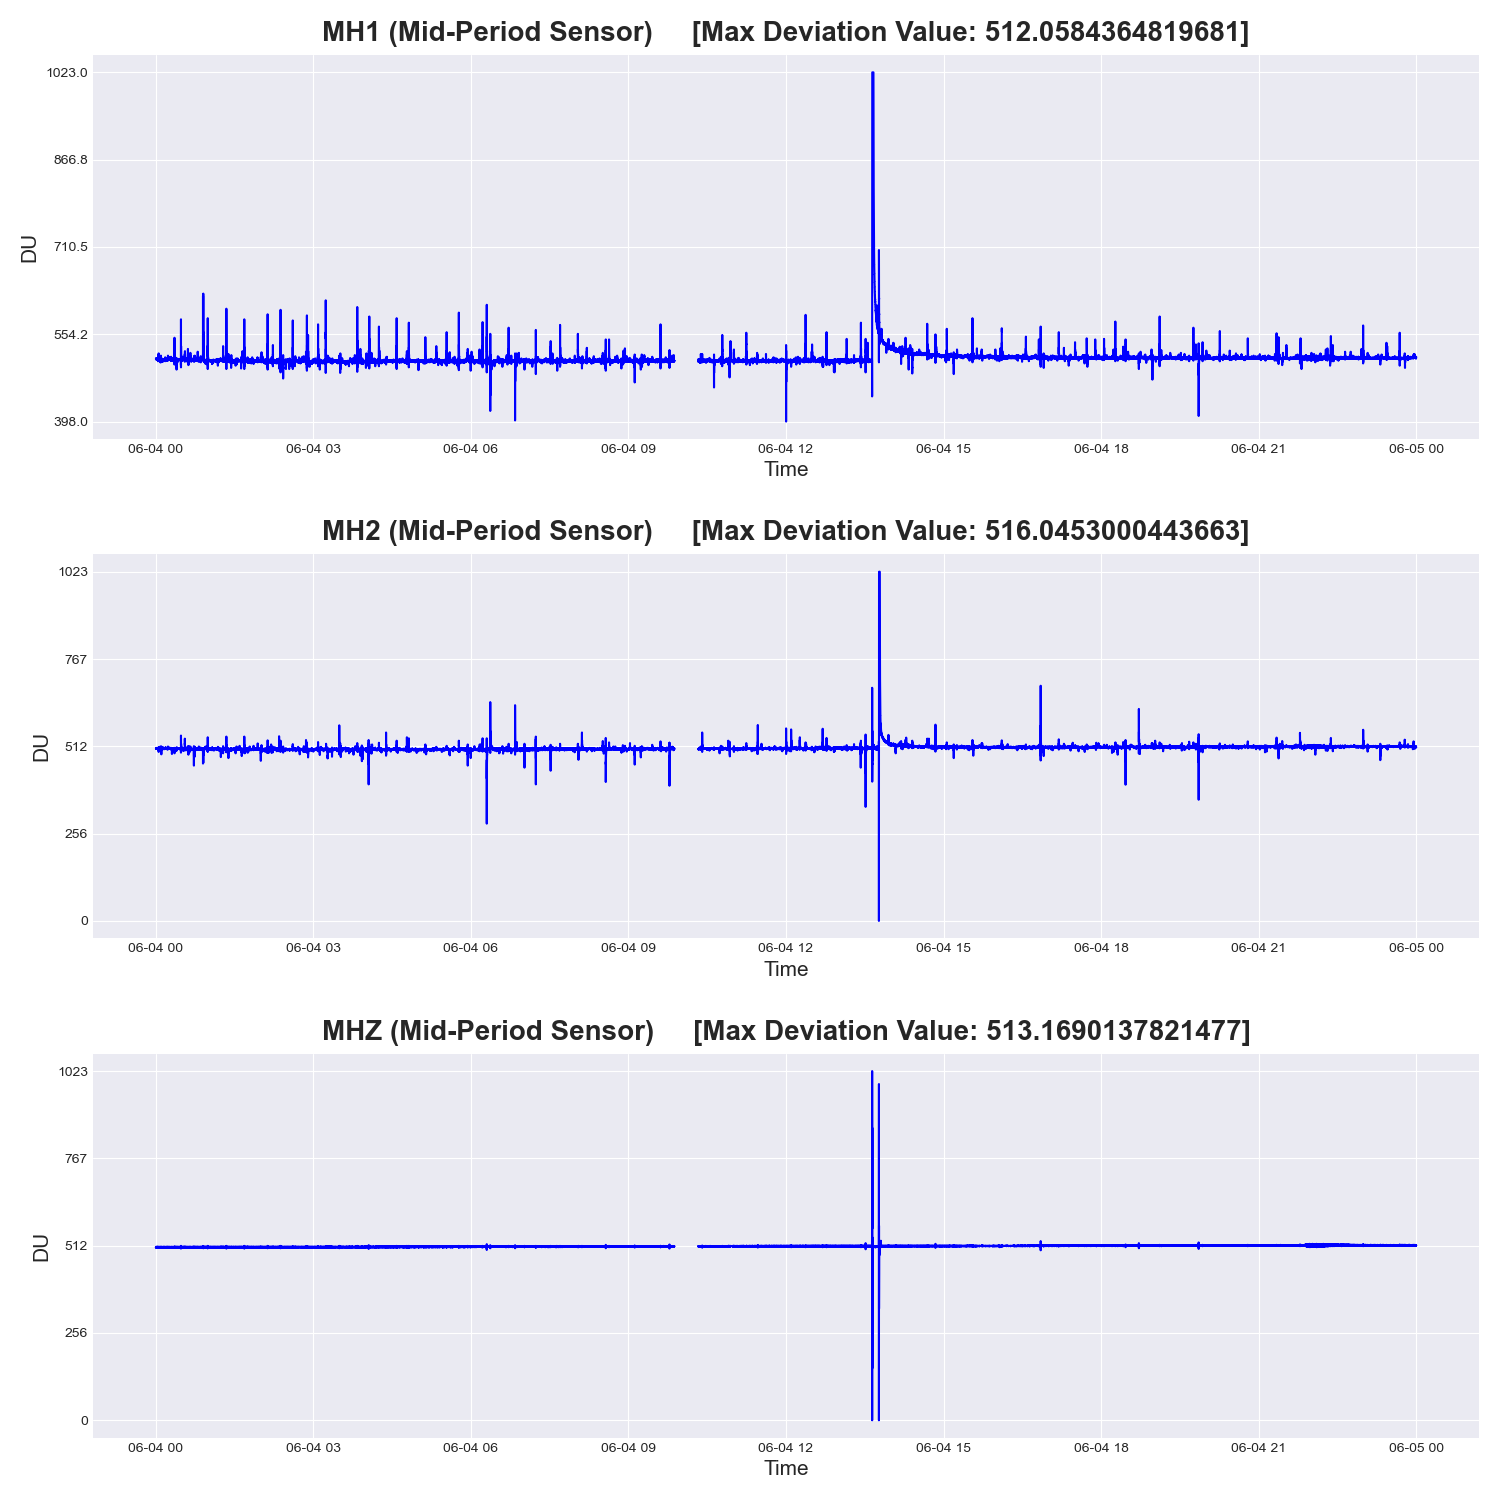 MH1 (Mid-Period Sensor) [Max Deviation Value: 512.0584364819681]
1023.0
866.8
710.5
554.2
398.0
DU
06-04 00 06-04 03 06-04 06 06-04 09 06-04 12 06-04 15 06-04 18 06-04 21 06-05 00
Time
MH2 (Mid-Period Sensor) [Max Deviation Value: 516.0453000443663]
1023
767
512
256
0
DU
06-04 00 06-04 03 06-04 06 06-04 09 06-04 12 06-04 15 06-04 18 06-04 21 06-05 00
Time
MHZ (Mid-Period Sensor) [Max Deviation Value: 513.1690137821477]
1023
767
512
256
0
DU
06-04 00 06-04 03 06-04 06 06-04 09 06-04 12 06-04 15 06-04 18 06-04 21 06-05 00
Time